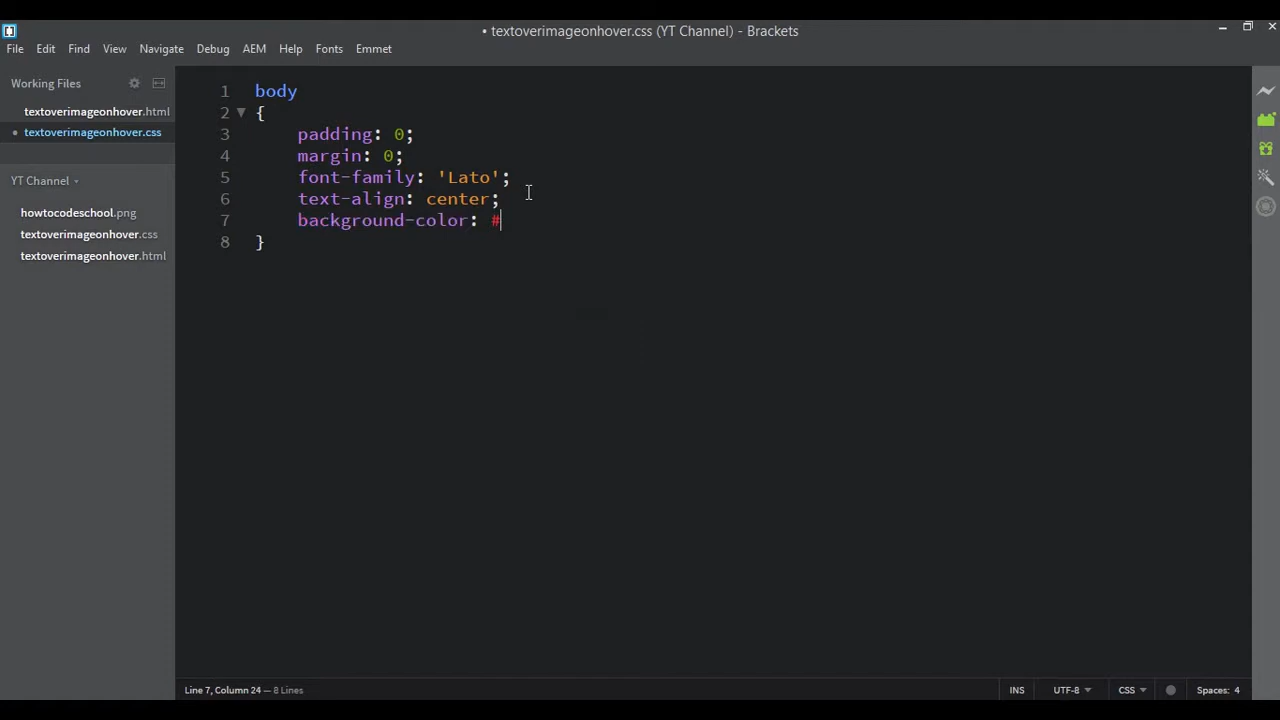 • textoverimageonhover.css (YT Channel) - Brackets
File Edit Find View Navigate Debug AEM Help Fonts Emmet
Working Files
textoverimageonhover.html
• textoverimageonhover.css
YT Channel
howtocodeschool.png
textoverimageonhover.css
textoverimageonhover.html
1 body
2 {
3 padding: 0;
4 margin: 0;
5 font-family: 'Lato';
6 text-align: center;
7 background-color: #
8 }
Line 7, Column 24 — 8 Lines
INS UTF-8 CSS Spaces: 4